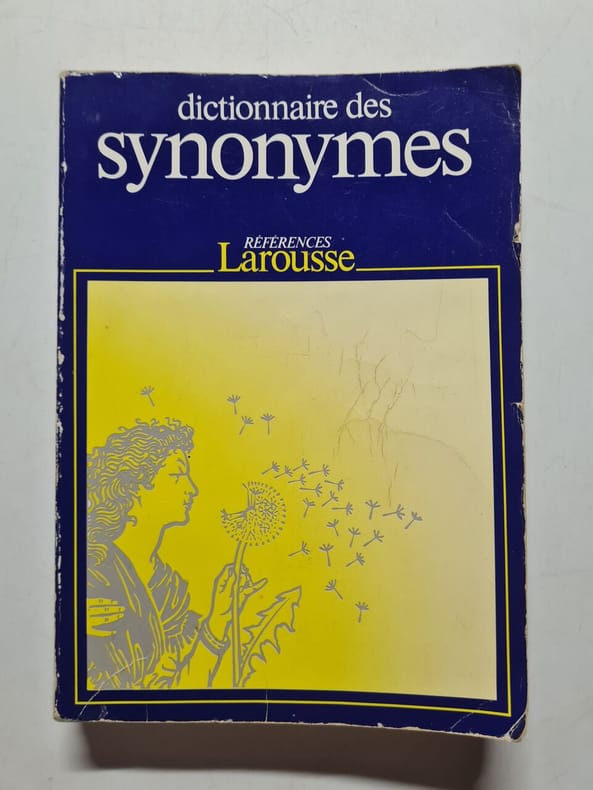 dictionnaire des
synonymes
RÉFÉRENCES
Larousse